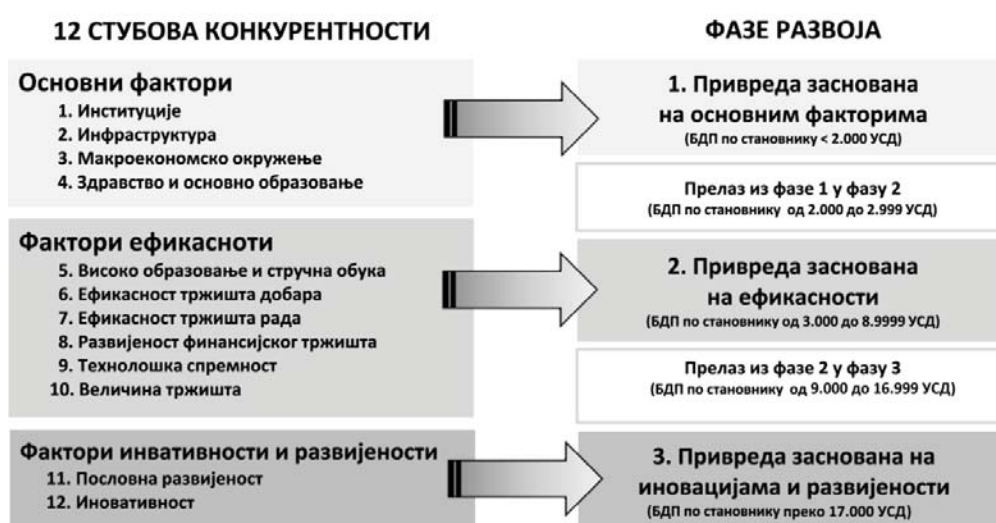 12 СТУБОВА КОНКУРЕНТНОСТИ
Основни фактори
1. Институције
2. Инфраструктура
3. Макроекономско окружење
4. Здравство и основно образовање
Фактори ефикасноти
5. Високо образовање и стручна обука
6. Ефикасност тржишта добара
7. Ефикасност тржишта рада
8. Развијеност финансијског тржишта
9. Технолошка спремност
10. Величина тржишта
Фактори инвативности и развијености
11. Пословна развијеност
12. Иновативност
ФАЗЕ РАЗВОЈА
1. Привреда заснована
на основним факторима
(БДП по становнику < 2.000 УСД)
Прелаз из фазе 1 у фазу 2
(БДП по становнику од 2.000 до 2.999 УСД)
2. Привреда заснована
на ефикасности
(БДП по становнику од 3.000 до 8.9999 УСД)
Прелаз из фазе 2 у фазу 3
(БДП по становнику од 9.000 до 16.999 УСД)
3. Привреда заснована на
иновацијама и развијености
(БДП по становнику преко 17.000 УСД)